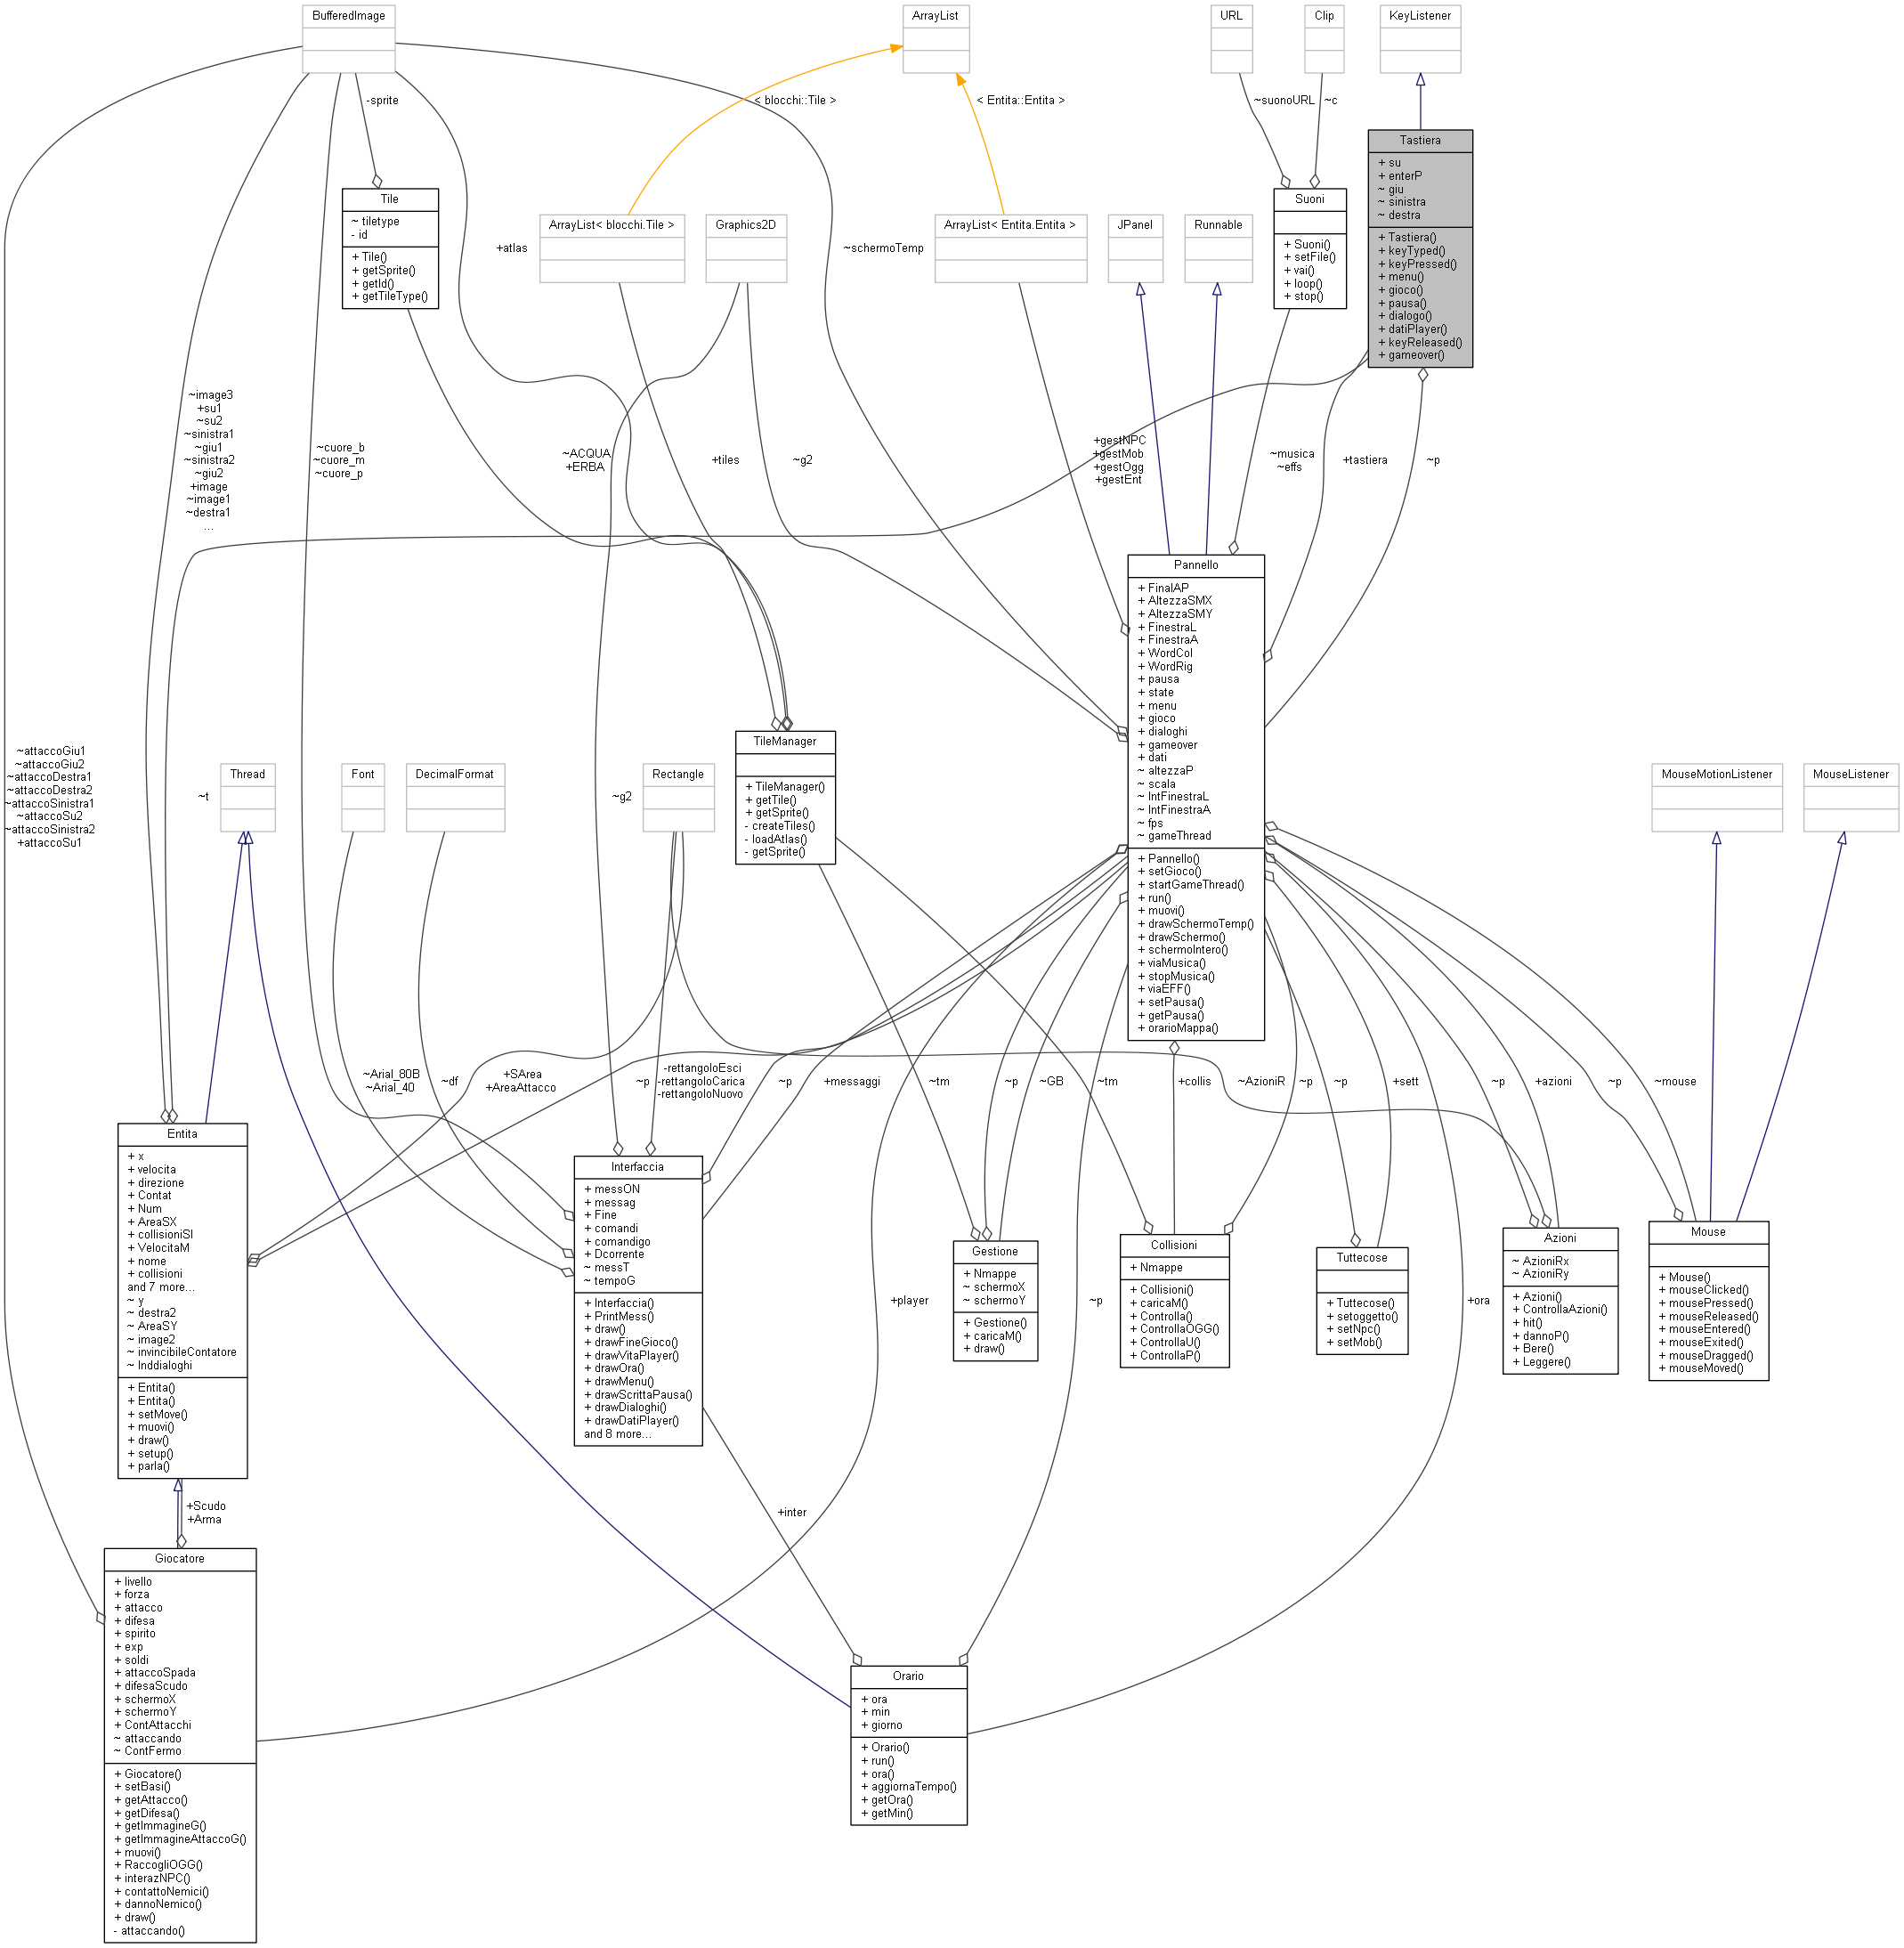 BufferedImage
ArrayList
URL
Clip
KeyListener
-sprite
< blocchi::Tile >
< Entita::Entita >
~suonoURL
~c
Tastiera
+ su
+ enterP
~ giu
~ sinistra
~ destra
+ Tastiera()
+ keyTyped()
+ keyPressed()
+ menu()
+ gioco()
+ pausa()
+ dialogo()
+ datiPlayer()
+ keyReleased()
+ gameover()
Tile
~ tiletype
- id
+ Tile()
+ getSprite()
+ getId()
+ getTileType()
+atlas
ArrayList< blocchi.Tile >
Graphics2D
~schermoTemp
ArrayList< Entita.Entita >
JPanel
Runnable
Suoni
+ Suoni()
+ setFile()
+ vai()
+ loop()
+ stop()
~image3
+su1
~su2
~sinistra1
~giu1
~sinistra2
~giu2
+image
~image1
~destra1
...
~cuore_b
~cuore_m
~cuore_p
~ACQUA
+ERBA
+tiles
~g2
+gestNPC
+gestMob
+gestOgg
+gestEnt
~musica
~effs
+tastiera
~p
Pannello
+ FinalAP
+ AltezzaSMX
+ AltezzaSMY
+ FinestraL
+ FinestraA
+ WordCol
+ WordRig
+ pausa
+ state
+ menu
+ gioco
+ dialoghi
+ gameover
+ dati
~ altezzaP
~ scala
~ IntFinestraL
~ IntFinestraA
~ fps
~ gameThread
+ Pannello()
+ setGioco()
+ startGameThread()
+ run()
+ muovi()
+ drawSchermoTemp()
+ drawSchermo()
+ schermoIntero()
+ viaMusica()
+ stopMusica()
+ viaEFF()
+ setPausa()
+ getPausa()
+ orarioMappa()
~attaccoGiu1
~attaccoGiu2
~attaccoDestra1
~attaccoDestra2
~attaccoSinistra1
~attaccoSu2
~attaccoSinistra2
+attaccoSu1
~t
Thread
Font
DecimalFormat
~g2
Rectangle
TileManager
+ TileManager()
+ getTile()
+ getSprite()
- createTiles()
- loadAtlas()
- getSprite()
MouseMotionListener
MouseListener
~Arial_80B
~Arial_40
~df
+SArea
+AreaAttacco
~p
-rettangoloEsci
-rettangoloCarica
-rettangoloNuovo
~p
+messaggi
~tm
~p
~GB
~tm
+collis
~AzioniR
~p
~p
+sett
~p
+azioni
~p
~mouse
Entita
+ x
+ velocita
+ direzione
+ Contat
+ Num
+ AreaSX
+ collisioniSI
+ VelocitaM
+ nome
+ collisioni
and 7 more...
~ y
~ destra2
~ AreaSY
~ image2
~ invincibileContatore
~ Inddialoghi
+ Entita()
+ Entita()
+ setMove()
+ muovi()
+ draw()
+ setup()
+ parla()
Interfaccia
+ messON
+ messag
+ Fine
+ comandi
+ comandigo
+ Dcorrente
~ messT
~ tempoG
+ Interfaccia()
+ PrintMess()
+ draw()
+ drawFineGioco()
+ drawVitaPlayer()
+ drawOra()
+ drawMenu()
+ drawScrittaPausa()
+ drawDialoghi()
+ drawDatiPlayer()
and 8 more...
+player
Gestione
+ Nmappe
~ schermoX
~ schermoY
+ Gestione()
+ caricaM()
+ draw()
~p
Collisioni
+ Nmappe
+ Collisioni()
+ caricaM()
+ Controlla()
+ ControllaOGG()
+ ControllaU()
+ ControllaP()
Tuttecose
+ Tuttecose()
+ setoggetto()
+ setNpc()
+ setMob()
+ora
Azioni
~ AzioniRx
~ AzioniRy
+ Azioni()
+ ControllaAzioni()
+ hit()
+ dannoP()
+ Bere()
+ Leggere()
Mouse
+ Mouse()
+ mouseClicked()
+ mousePressed()
+ mouseReleased()
+ mouseEntered()
+ mouseExited()
+ mouseDragged()
+ mouseMoved()
+Scudo
+Arma
+inter
Giocatore
+ livello
+ forza
+ attacco
+ difesa
+ spirito
+ exp
+ soldi
+ attaccoSpada
+ difesaScudo
+ schermoX
+ schermoY
+ ContAttacchi
~ attaccando
~ ContFermo
+ Giocatore()
+ setBasi()
+ getAttacco()
+ getDifesa()
+ getImmagineG()
+ getImmagineAttaccoG()
+ muovi()
+ RaccogliOGG()
+ interazNPC()
+ contattoNemici()
+ dannoNemico()
+ draw()
- attaccando()
Orario
+ ora
+ min
+ giorno
+ Orario()
+ run()
+ ora()
+ aggiornaTempo()
+ getOra()
+ getMin()